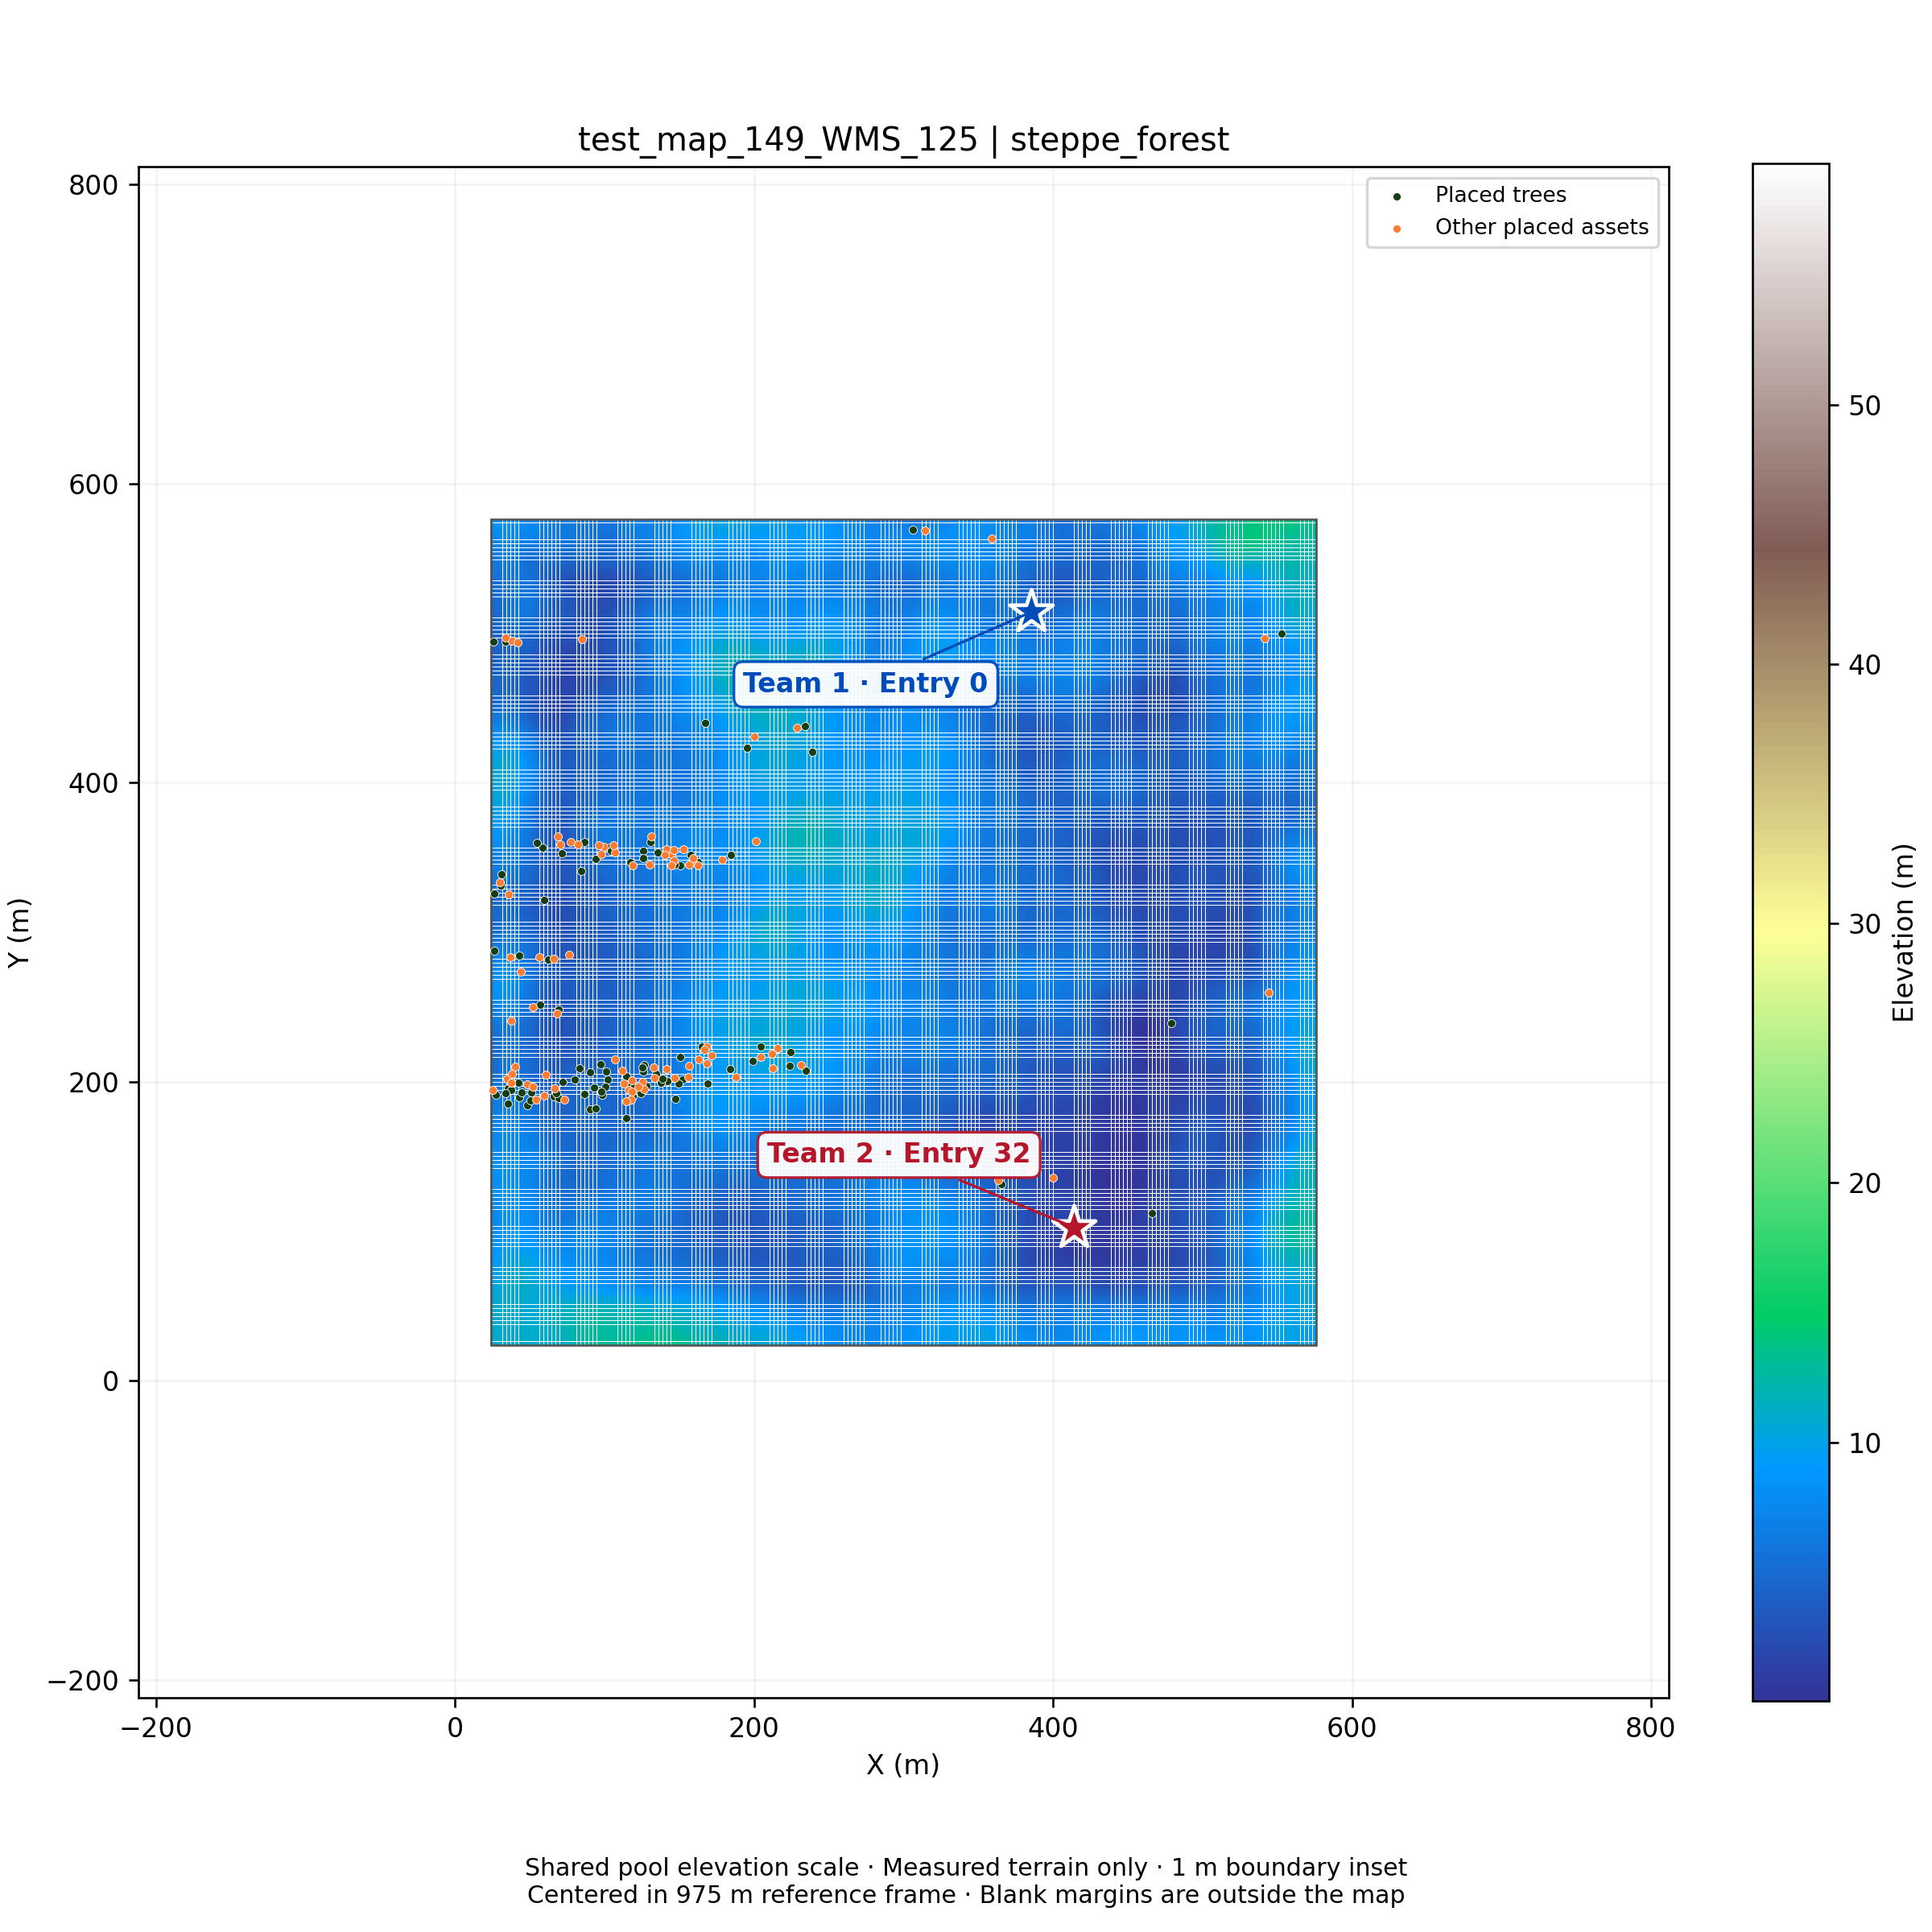 test_map_149_WMS_125 | steppe_forest
Placed trees
Other placed assets
800
600
400
200
0
−200
Y (m)
Team 1 · Entry 0
Team 2 · Entry 32
−200
0
200
400
600
800
X (m)
50
40
30
20
10
Elevation (m)
Shared pool elevation scale · Measured terrain only · 1 m boundary inset
Centered in 975 m reference frame · Blank margins are outside the map